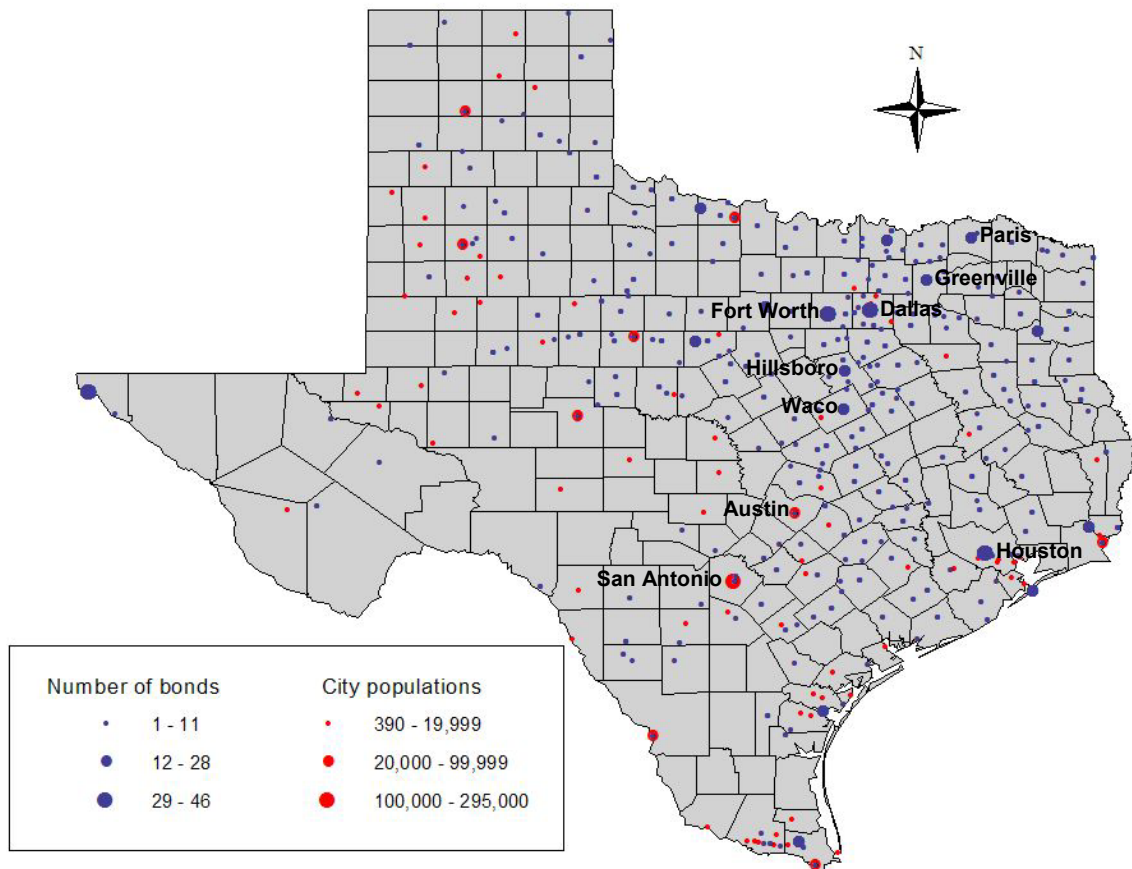 N
Paris
Greenville
Fort Worth
Dallas
Hillsboro
Waco
Austin
Houston
San Antonio
Number of bonds
City populations
1 - 11
390 - 19,999
12 - 28
20,000 - 99,999
29 - 46
100,000 - 295,000